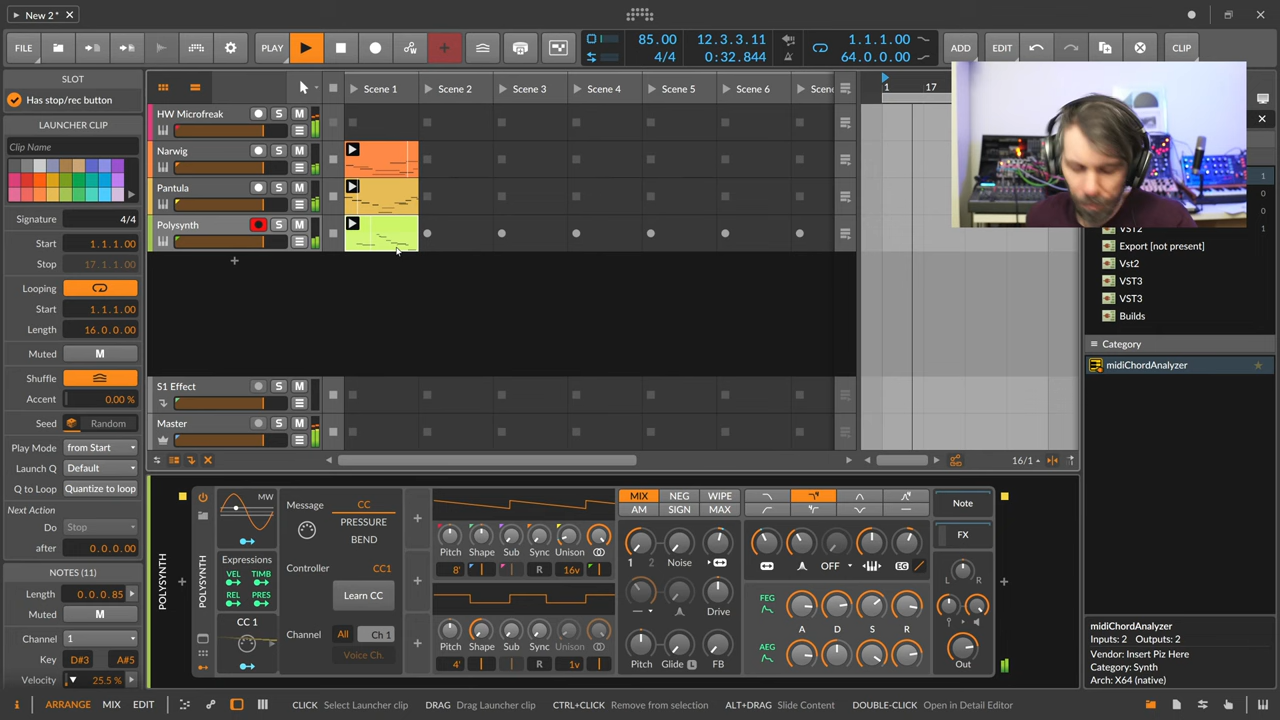 New 2*
FILE
PLAY
85.00
4/4
12.3.3.11
0:32.844
1.1.1.00
64.0.0.00
ADD
EDIT
CLIP
SLOT
Has stop/rec button
LAUNCHER CLIP
Clip Name
Signature 4/4
Start 1.1.1.00
Stop 17.1.1.00
Looping
Start 1.1.1.00
Length 16.0.0.00
Muted M
Shuffle
Accent 0.00 %
Seed Random
Play Mode from Start
Launch Q Default
Q to Loop Quantize to loop
Next Action
Do Stop
after 0.0.0.00
NOTES (11)
Length 0.0.0.85
Muted M
Channel 1
Key D#3 A#5
Velocity 25.5 %
Scene 1 Scene 2 Scene 3 Scene 4 Scene 5 Scene 6 Scene
HW Microfreak S M
Narwig S M
Pantula S M
Polysynth S M
S1 Effect S M
Master S M
1 17
16/1
1
0
0
VST2 1
Export [not present]
Vst2
VST3
VST3
Builds
Category
midiChordAnalyzer
midiChordAnalyzer
Inputs: 2 Outputs: 2
Vendor: Insert Piz Here
Category: Synth
Arch: X64 (native)
POLYSYNTH
POLYSYNTH
MW
Expressions
VEL TIMB
REL PRES
CC 1
Message CC
PRESSURE
BEND
Controller CC1
Learn CC
Channel All Ch 1
Voice Ch.
Pitch Shape Sub Sync Unison
8' R 16v
Pitch Shape Sub Sync Unison
4' R 1v
MIX NEG WIPE
AM SIGN MAX
1 2 Noise
Drive
Pitch Glide L FB
OFF EG
FEG
A D S R
AEG
Note
FX
L R
Out
ARRANGE MIX EDIT
CLICK Select Launcher clip DRAG Drag Launcher clip CTRL+CLICK Remove from selection ALT+DRAG Slide Content DOUBLE-CLICK Open in Detail Editor